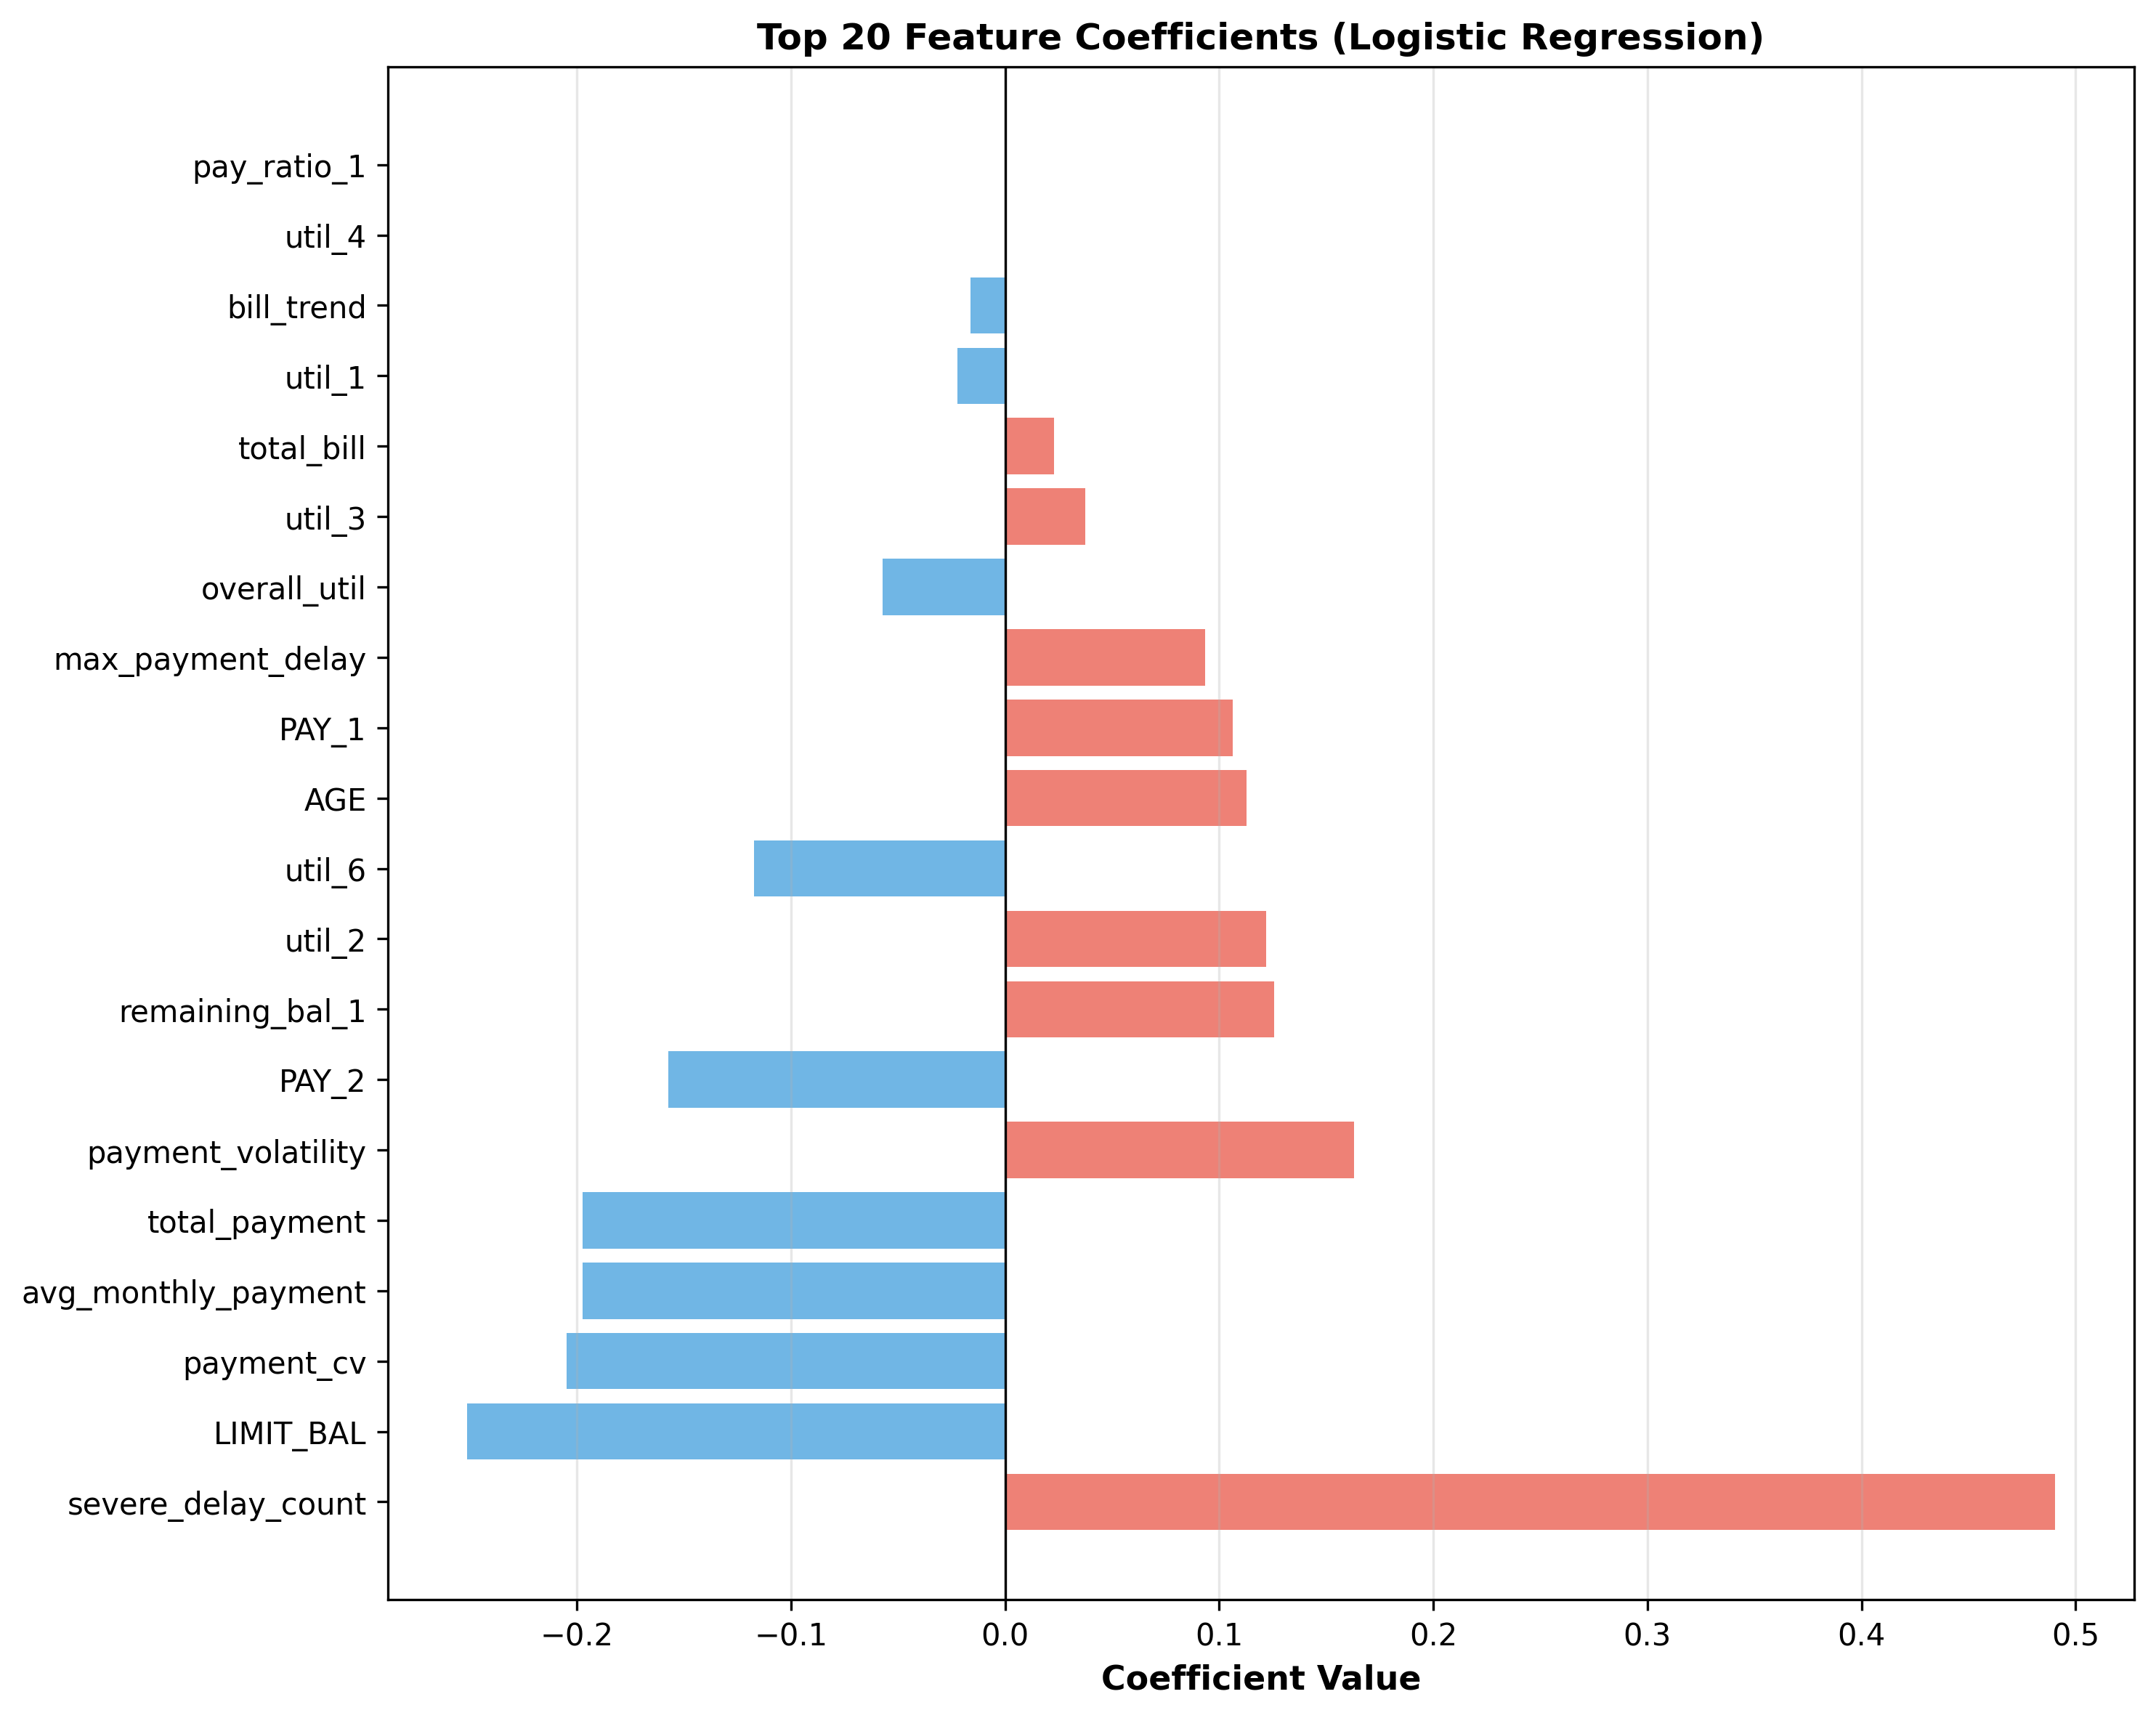 Top 20 Feature Coefficients (Logistic Regression)
pay_ratio_1
util_4
bill_trend
util_1
total_bill
util_3
overall_util
max_payment_delay
PAY_1
AGE
util_6
util_2
remaining_bal_1
PAY_2
payment_volatility
total_payment
avg_monthly_payment
payment_cv
LIMIT_BAL
severe_delay_count
−0.2 −0.1 0.0 0.1 0.2 0.3 0.4 0.5
Coefficient Value